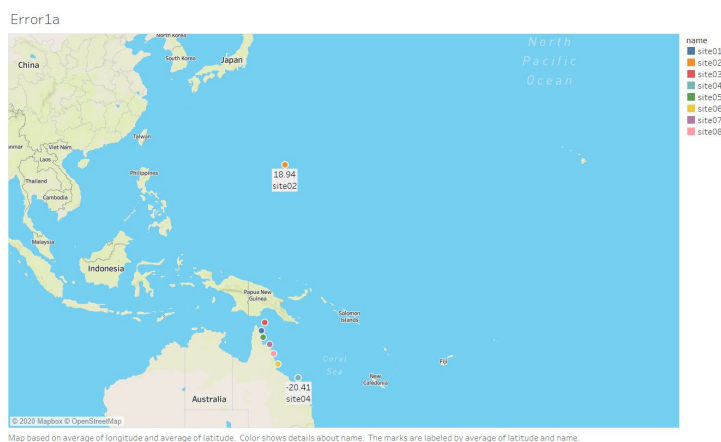 Error1a
North Korea
North
Pacific
Ocean
South Korea
Japan
China
Taiwan
nmar
Viet Nam
Laos
Thailand
Philippines
Cambodia
18.94
site02
Malaysia
Indonesia
Papua New
Guinea
Solomon
Islands
Coral
Sea
Fiji
New
Caledonia
-20.41
site04
Australia
© 2020 Mapbox © OpenStreetMap
name
site01
site02
site03
site04
site05
site06
site07
site08
Map based on average of longitude and average of latitude. Color shows details about name. The marks are labeled by average of latitude and name.